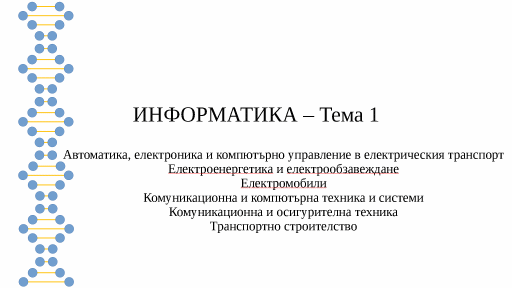 ИНФОРМАТИКА – Тема 1
Автоматика, електроника и компютърно управление в електрическия транспорт
Електроенергетика и електрообзавеждане
Електромобили
Комуникационна и компютърна техника и системи
Комуникационна и осигурителна техника
Транспортно строителство